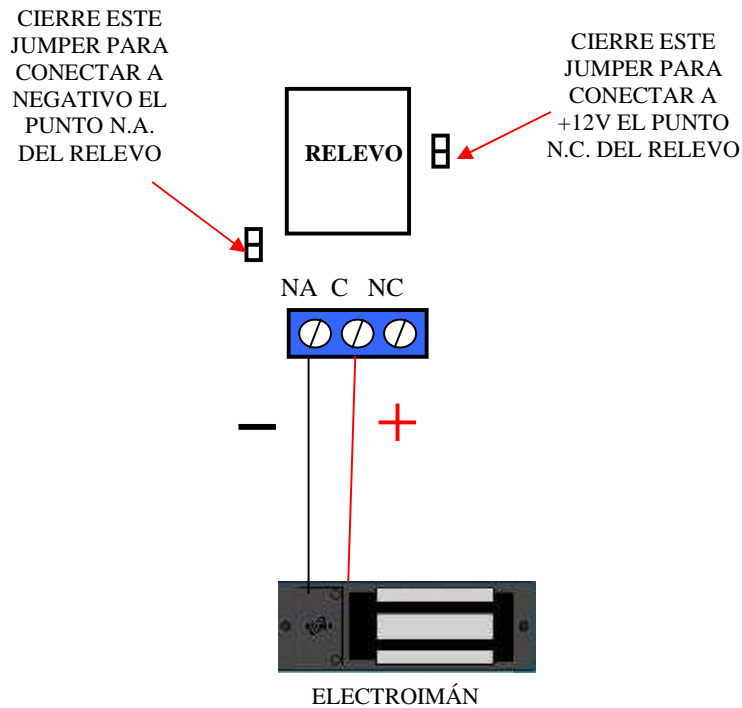 CIERRE ESTE
JUMPER PARA
CONECTAR A
NEGATIVO EL
PUNTO N.A.
DEL RELEVO
CIERRE ESTE
JUMPER PARA
CONECTAR A
+12V EL PUNTO
N.C. DEL RELEVO
RELEVO
NA C NC
− +
ELECTROIMÁN